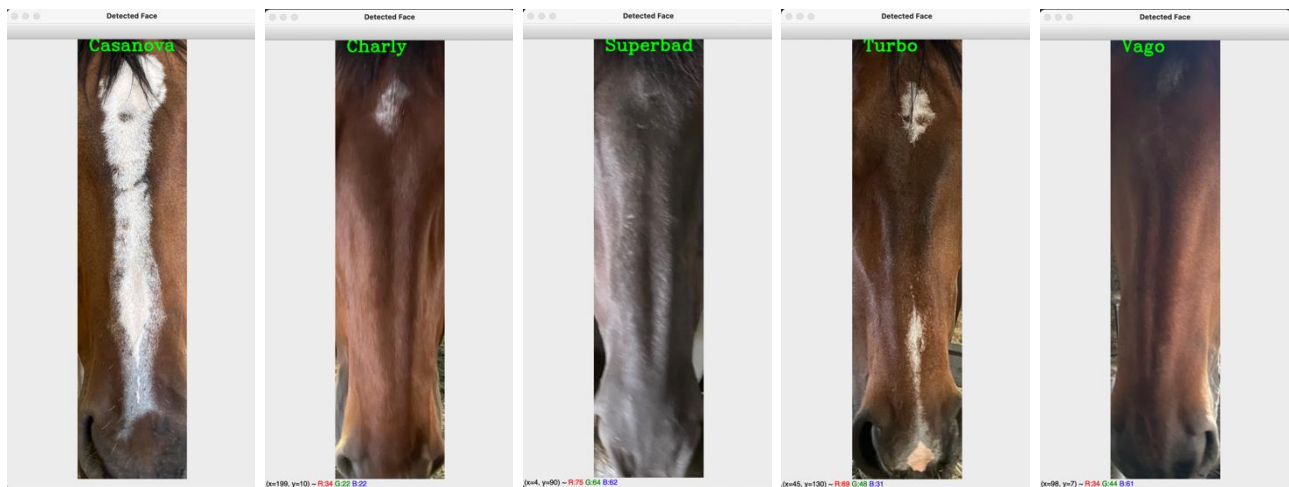 Detected Face
Casanova
Detected Face
Charly
(x=199, y=10) ~ R:34 G:22 B:22
Detected Face
Superbad
(x=4, y=90) ~ R:75 G:64 B:62
Detected Face
Turbo
(x=45, y=130) ~ R:69 G:48 B:31
Detected Face
Vago
(x=98, y=7) ~ R:34 G:44 B:61